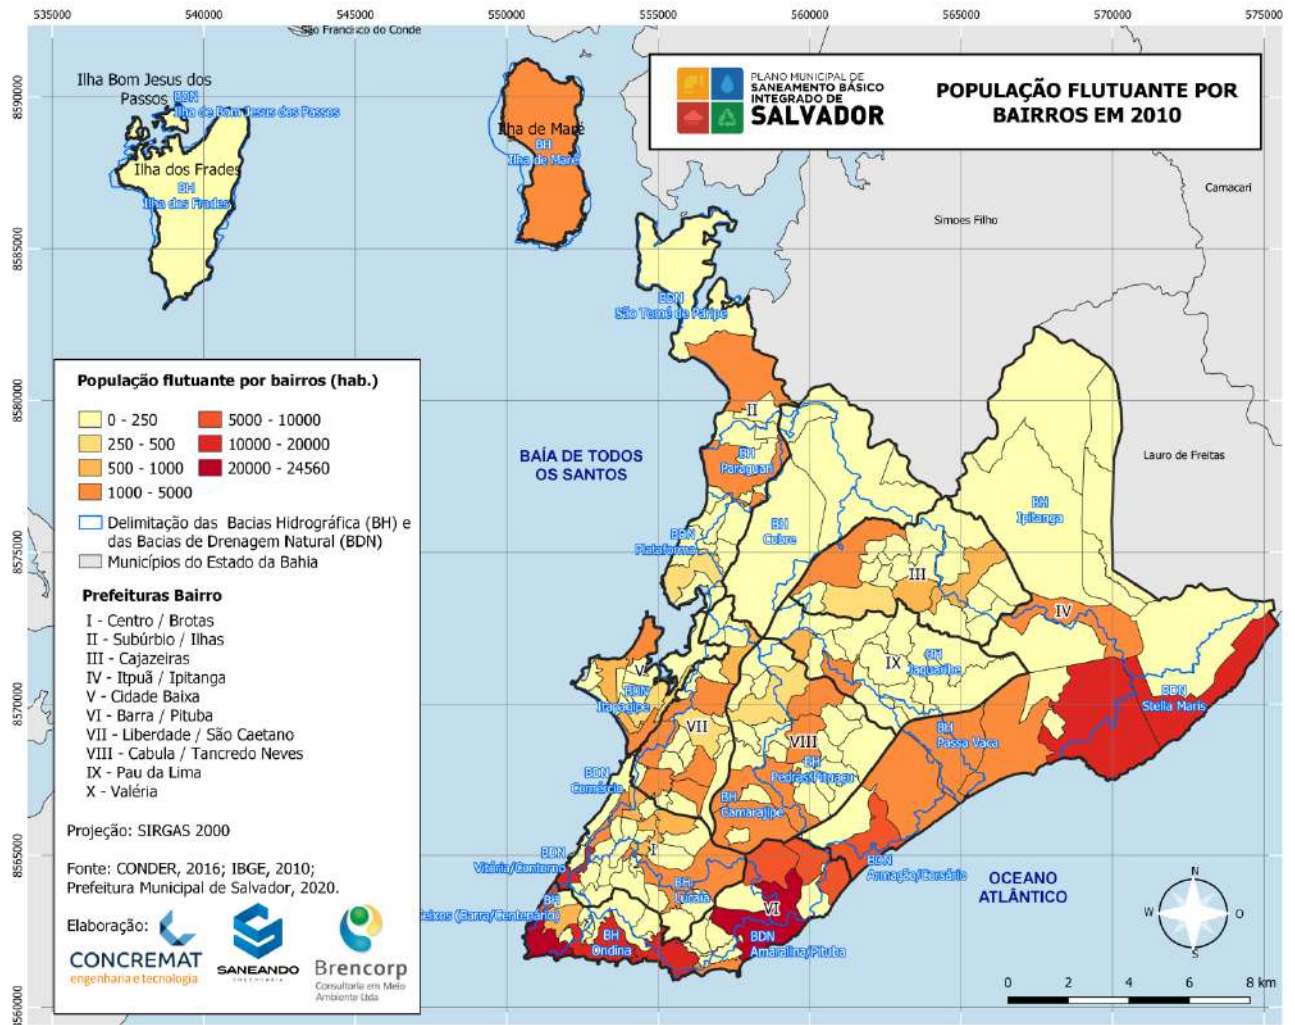 535000
540000
545000
550000
555000
560000
565000
570000
575000
São Francisco do Conde
8590000
8585000
8580000
8575000
8570000
8565000
8560000
PLANO MUNICIPAL DE
SANEAMENTO BÁSICO
INTEGRADO DE
SALVADOR
POPULAÇÃO FLUTUANTE POR
BAIRROS EM 2010
Ilha Bom Jesus dos
Passos
BDN
Ilha de Bom Jesus dos Passos
Ilha dos Frades
BH
Ilha dos Frades
Ilha de Maré
BH
Ilha de Maré
Camacari
Simoes Filho
Lauro de Freitas
BDN
São Tomé de Paripe
II
BAÍA DE TODOS
OS SANTOS
BH
Paraguari
BH
Ipitanga
BH
Cobre
BDN
Plataforma
III
IV
IX
BH
Jaguaribe
V
BDN
Itapagipe
BDN
Stella Maris
VII
VIII
BH
Passa Vaca
BH
Pedras/Pituaçu
BDN
Comércio
BH
Camarajipe
I
BDN
Vitória/Contorno
BDN
Armação/Corsário
BH
Lucaia
OCEANO
ATLÂNTICO
BH
Seixos (Barra/Centenário)
VI
BH
Ondina
BDN
Amaralina/Pituba
População flutuante por bairros (hab.)
0 - 250
250 - 500
500 - 1000
1000 - 5000
5000 - 10000
10000 - 20000
20000 - 24560
Delimitação das Bacias Hidrográfica (BH) e
das Bacias de Drenagem Natural (BDN)
Municípios do Estado da Bahia
Prefeituras Bairro
I - Centro / Brotas
II - Subúrbio / Ilhas
III - Cajazeiras
IV - Itpuã / Ipitanga
V - Cidade Baixa
VI - Barra / Pituba
VII - Liberdade / São Caetano
VIII - Cabula / Tancredo Neves
IX - Pau da Lima
X - Valéria
Projeção: SIRGAS 2000
Fonte: CONDER, 2016; IBGE, 2010;
Prefeitura Municipal de Salvador, 2020.
Elaboração:
CONCREMAT
engenharia e tecnologia
SANEANDO
ENGENHARIA
Brencorp
Consultoria em Meio
Ambiente Ltda
N
W
O
S
0 2 4 6 8 km